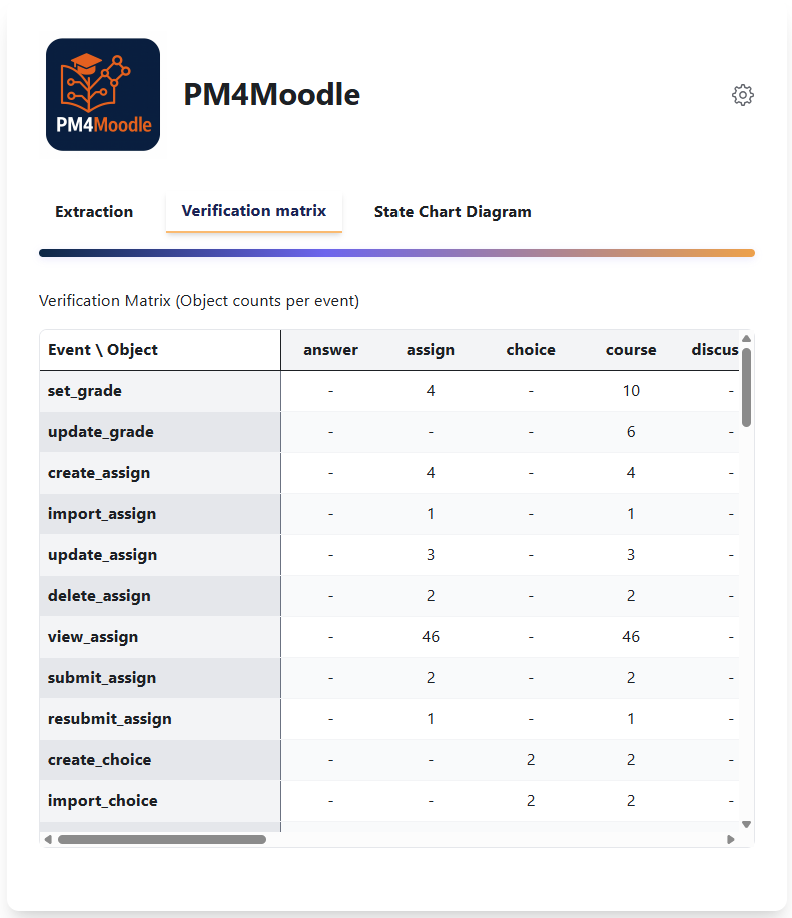 PM4Moodle
PM4Moodle
Extraction Verification matrix State Chart Diagram
Verification Matrix (Object counts per event)
Event \ Object answer assign choice course discus
set_grade - 4 - 10 -
update_grade - - - 6 -
create_assign - 4 - 4 -
import_assign - 1 - 1 -
update_assign - 3 - 3 -
delete_assign - 2 - 2 -
view_assign - 46 - 46 -
submit_assign - 2 - 2 -
resubmit_assign - 1 - 1 -
create_choice - - 2 2 -
import_choice - - 2 2 -